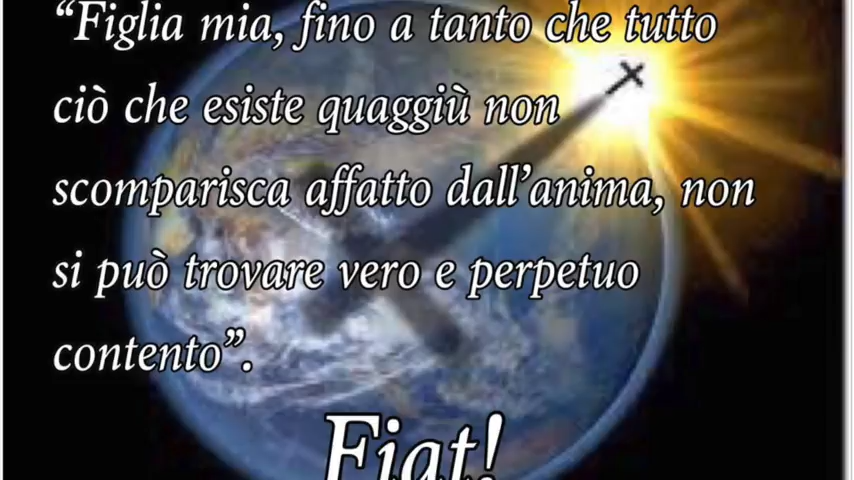 “Figlia mia, fino a tanto che tutto
ciò che esiste quaggiù non
scomparisca affatto dall’anima, non
si può trovare vero e perpetuo
contento”.
Fiat!